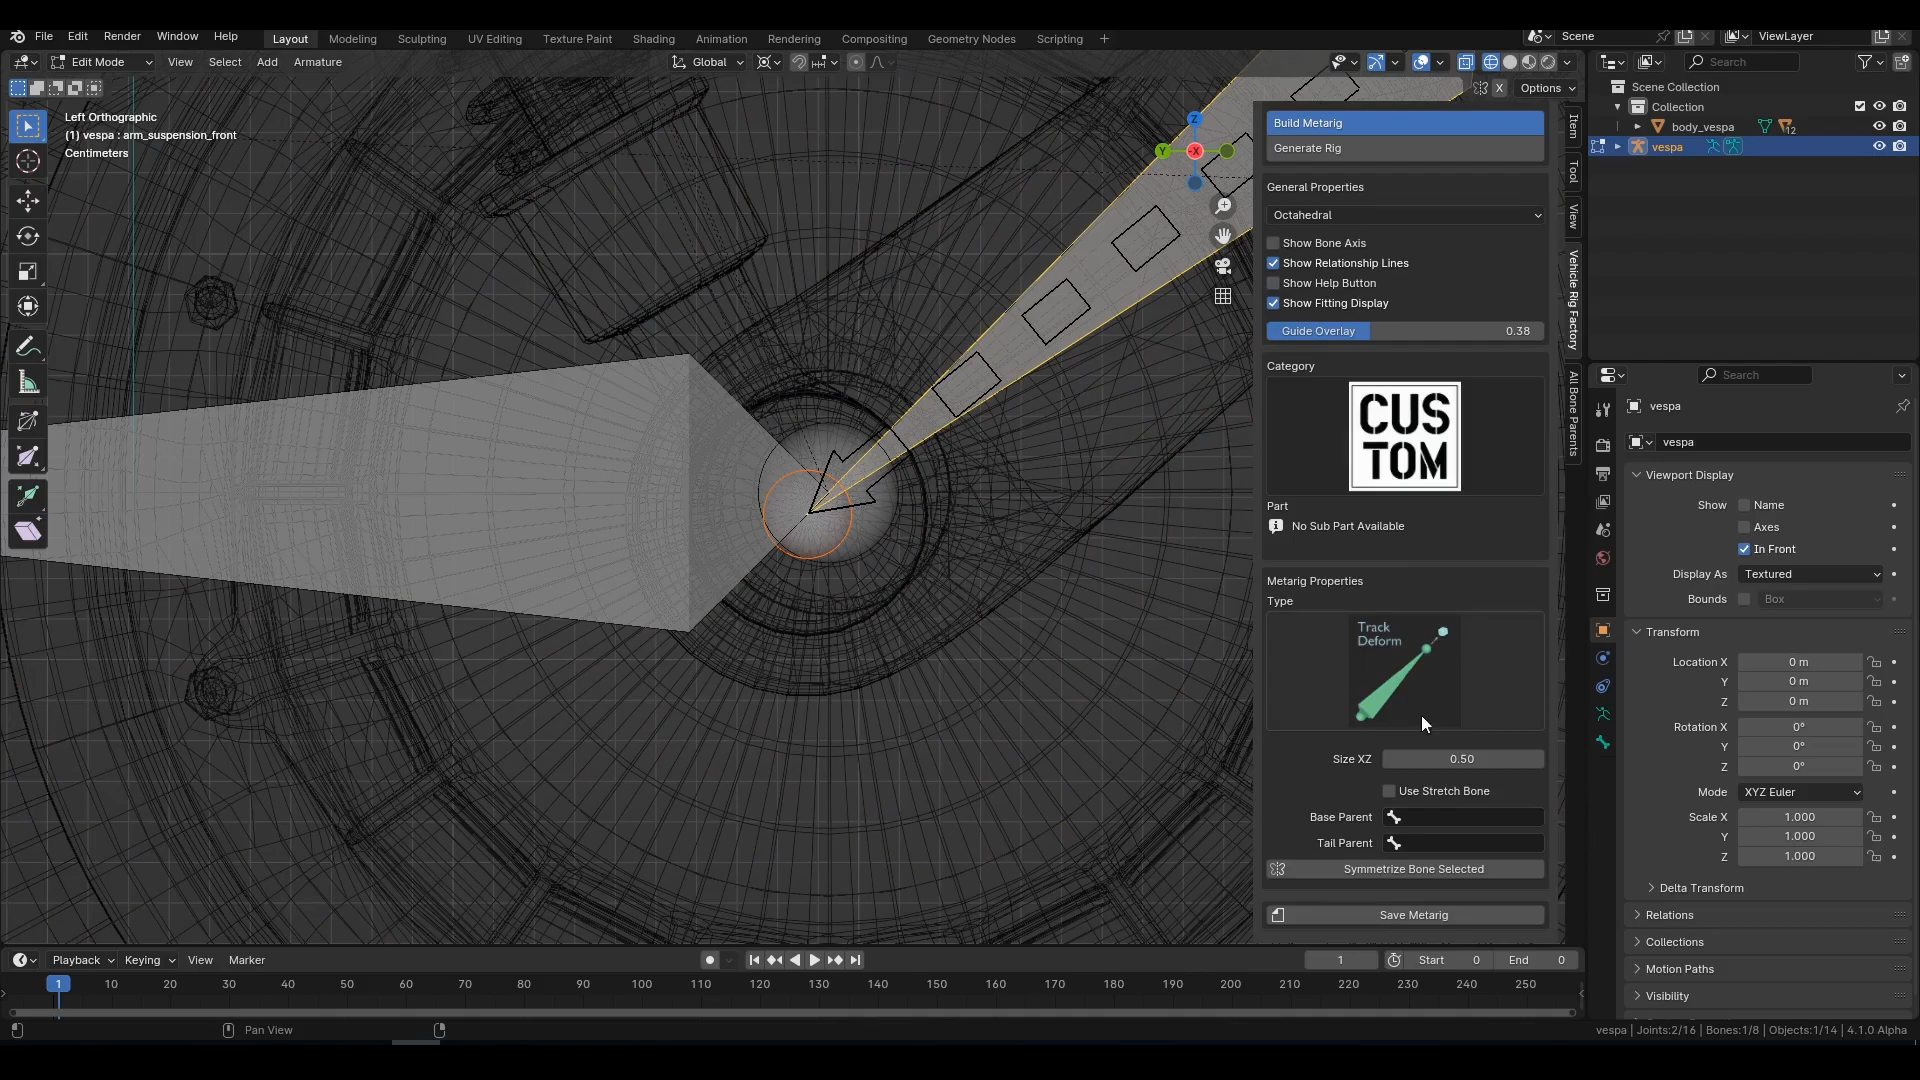 File Edit Render Window Help
Layout Modeling Sculpting UV Editing Texture Paint Shading Animation Rendering Compositing Geometry Nodes Scripting +
Scene
ViewLayer
Edit Mode View Select Add Armature
Global
Search
X Options
Left Orthographic
(1) vespa : arm_suspension_front
Centimeters
Z
Y
-X
Build Metarig
Generate Rig
General Properties
Octahedral
Show Bone Axis
Show Relationship Lines
Show Help Button
Show Fitting Display
Guide Overlay 0.38
Category
CUS
TOM
Part
No Sub Part Available
Metarig Properties
Type
Track
Deform
Size XZ 0.50
Use Stretch Bone
Base Parent
Tail Parent
Symmetrize Bone Selected
Save Metarig
Item
Tool
View
Vehicle Rig Factory
All Bone Parents
Scene Collection
Collection
body_vespa 12
vespa
Search
vespa
vespa
Viewport Display
Show Name
Axes
In Front
Display As Textured
Bounds Box
Transform
Location X 0 m
Y 0 m
Z 0 m
Rotation X 0°
Y 0°
Z 0°
Mode XYZ Euler
Scale X 1.000
Y 1.000
Z 1.000
Delta Transform
Relations
Collections
Motion Paths
Visibility
Playback Keying View Marker
1 Start 0 End 0
1 10 20 30 40 50 60 70 80 90 100 110 120 130 140 150 160 170 180 190 200 210 220 230 240 250
Pan View
vespa | Joints:2/16 | Bones:1/8 | Objects:1/14 | 4.1.0 Alpha